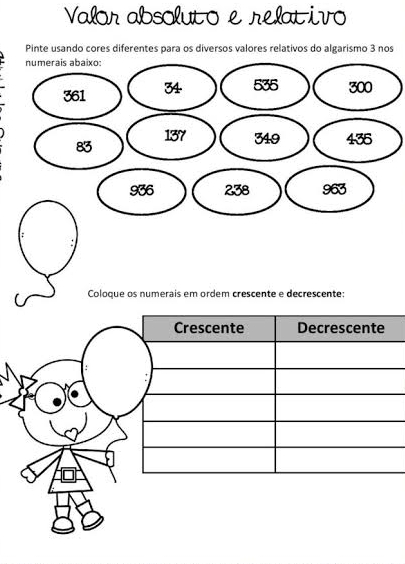 Valor absoluto e relativo
Pinte usando cores diferentes para os diversos valores relativos do algarismo 3 nos
numerais abaixo:
361 34 535 300
83 137 349 435
936 238 963
Coloque os numerais em ordem crescente e decrescente:
Crescente Decrescente